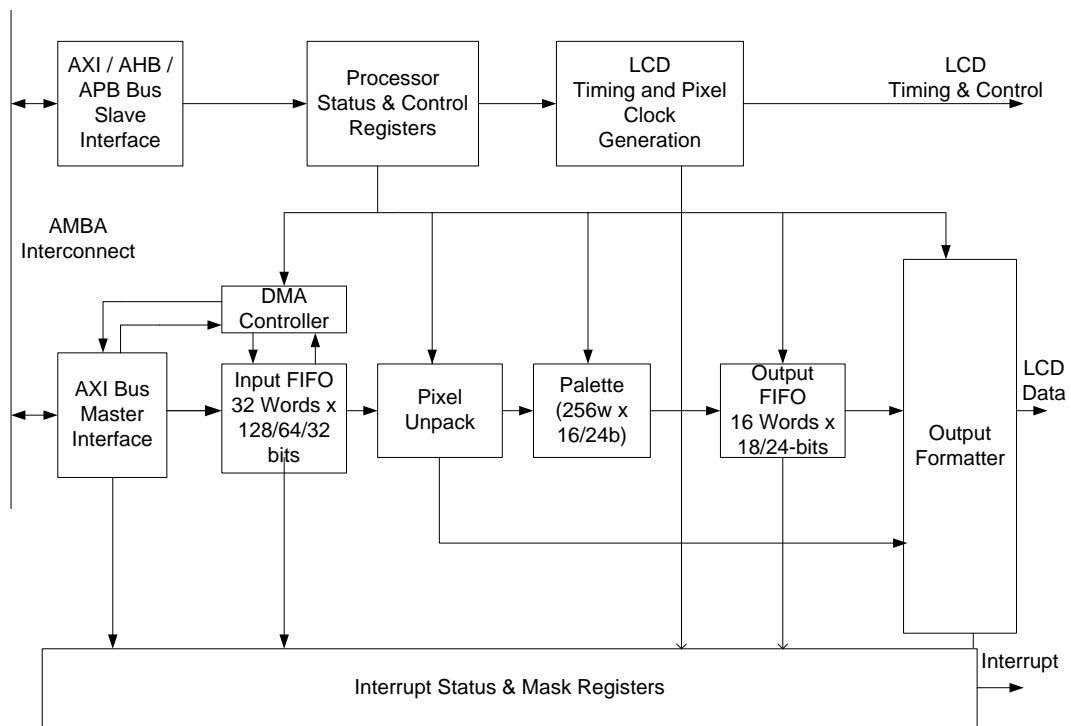 AXI / AHB /
APB Bus
Slave
Interface
Processor
Status & Control
Registers
LCD
Timing and Pixel
Clock
Generation
LCD
Timing & Control
AMBA
Interconnect
DMA
Controller
AXI Bus
Master
Interface
Input FIFO
32 Words x
128/64/32
bits
Pixel
Unpack
Palette
(256w x
16/24b)
Output
FIFO
16 Words x
18/24-bits
Output
Formatter
LCD
Data
Interrupt Status & Mask Registers
Interrupt